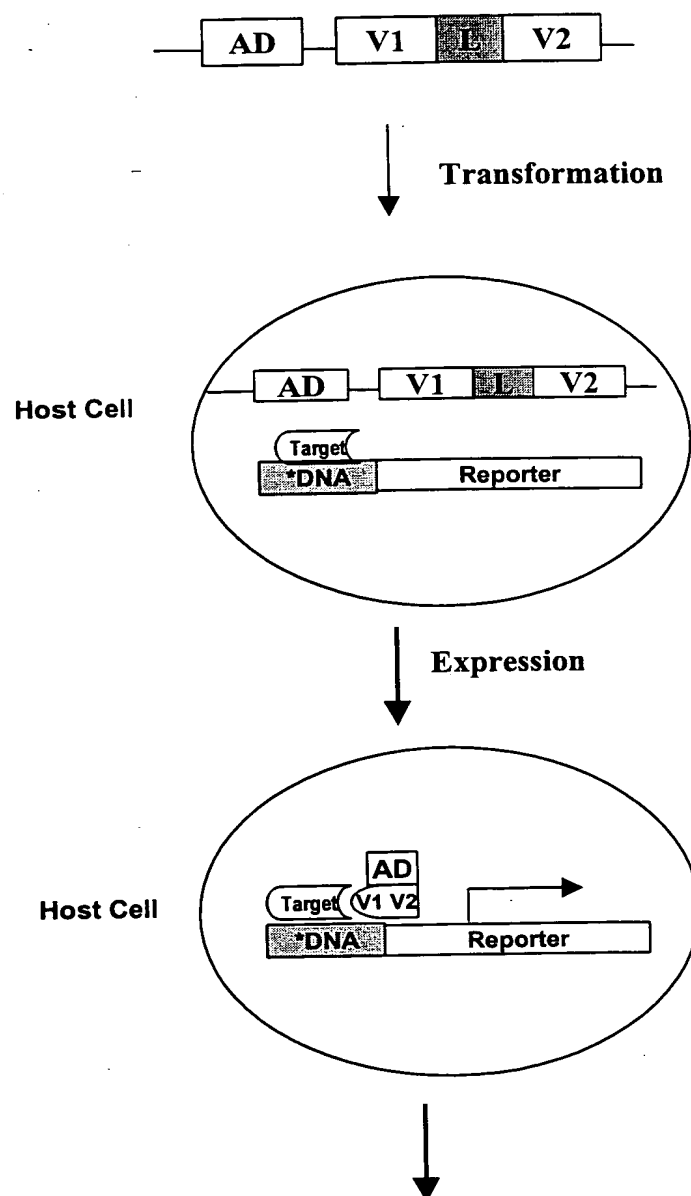 AD V1 L V2
Transformation
AD V1 L V2
Host Cell
Target
*DNA Reporter
Expression
AD
Host Cell
Target V1 V2
*DNA Reporter